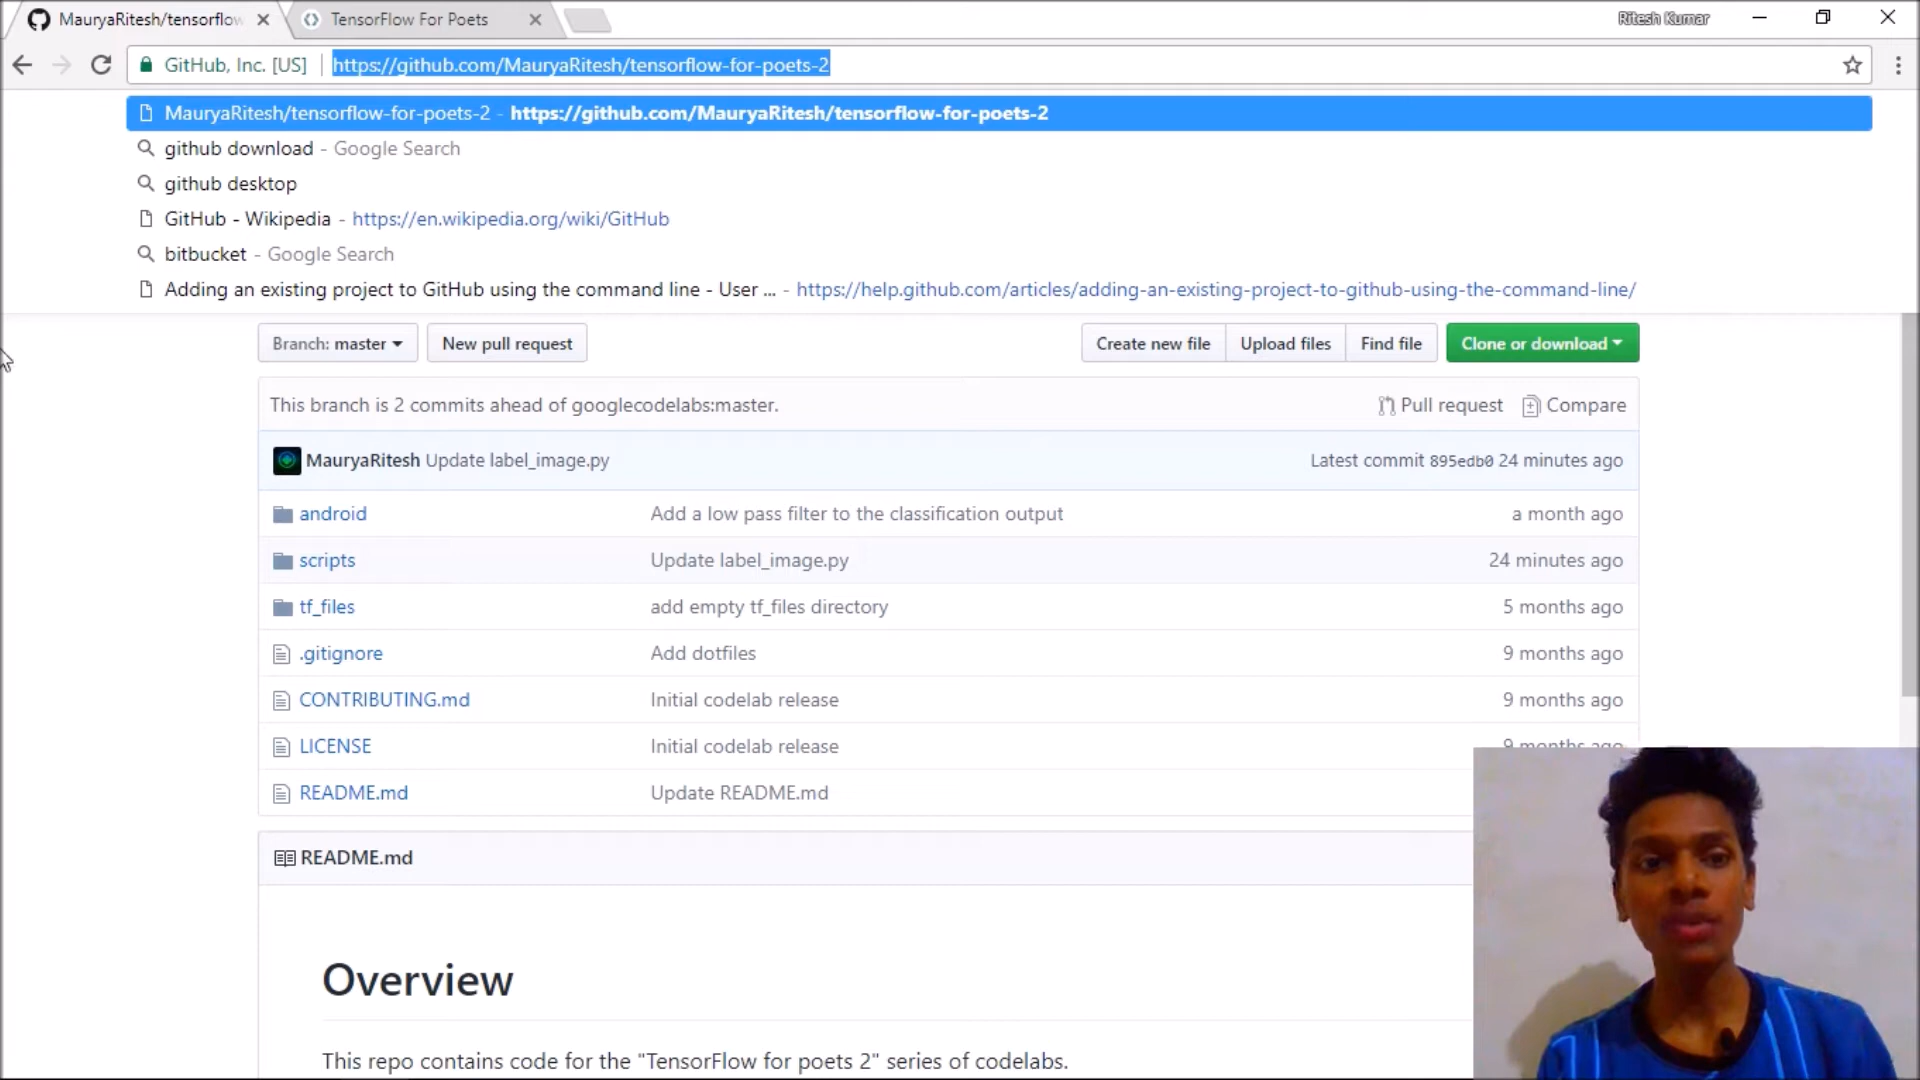 MauryaRitesh/tensorflow
TensorFlow For Poets
Ritesh Kumar
GitHub, Inc. [US]
https://github.com/MauryaRitesh/tensorflow-for-poets-2
MauryaRitesh/tensorflow-for-poets-2 - https://github.com/MauryaRitesh/tensorflow-for-poets-2
github download - Google Search
github desktop
GitHub - Wikipedia - https://en.wikipedia.org/wiki/GitHub
bitbucket - Google Search
Adding an existing project to GitHub using the command line - User ... - https://help.github.com/articles/adding-an-existing-project-to-github-using-the-command-line/
Branch: master
New pull request
Create new file
Upload files
Find file
Clone or download
This branch is 2 commits ahead of googlecodelabs:master.
Pull request
Compare
MauryaRitesh Update label_image.py
Latest commit 895edb0 24 minutes ago
android Add a low pass filter to the classification output a month ago
scripts Update label_image.py 24 minutes ago
tf_files add empty tf_files directory 5 months ago
.gitignore Add dotfiles 9 months ago
CONTRIBUTING.md Initial codelab release 9 months ago
LICENSE Initial codelab release 9 months ago
README.md Update README.md
README.md
Overview
This repo contains code for the "TensorFlow for poets 2" series of codelabs.